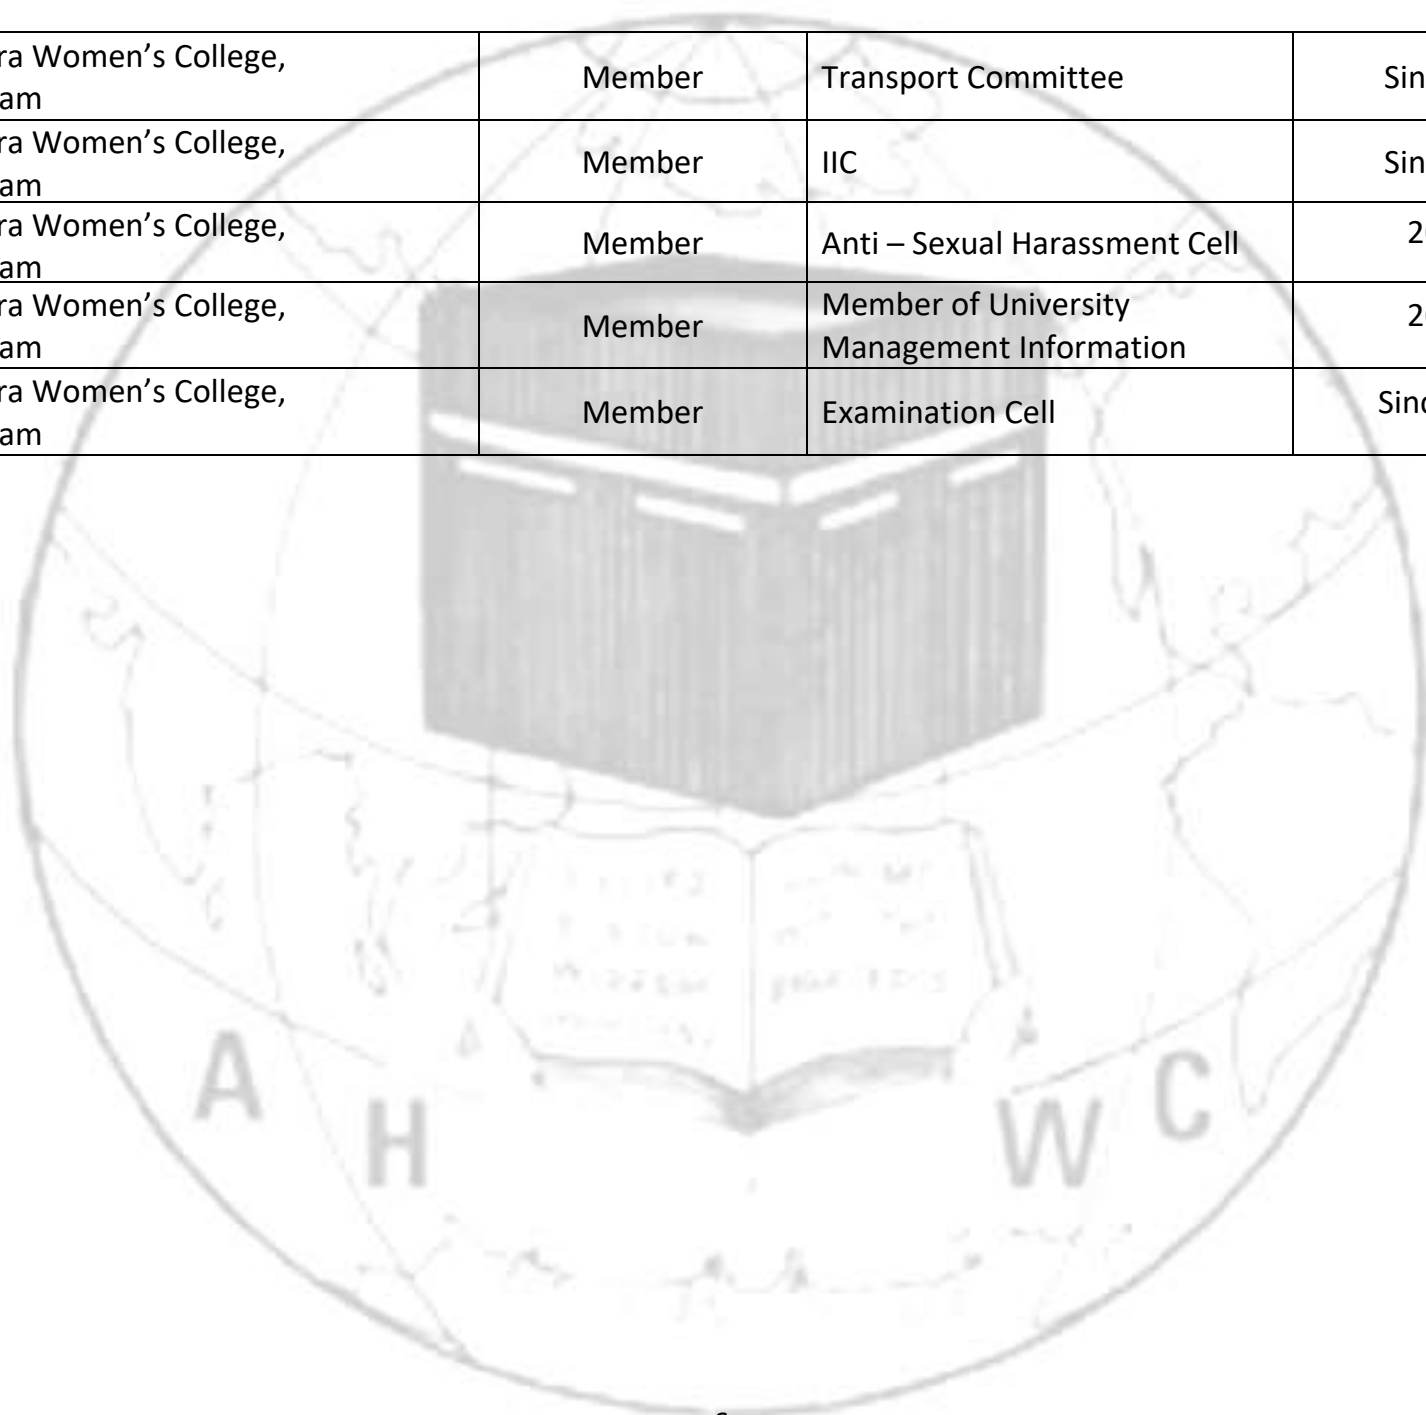 ra Women's College,
am
Member
Transport Committee
Sin
ra Women's College,
am
Member
IIC
Sin
ra Women's College,
am
Member
Anti – Sexual Harassment Cell
2
ra Women's College,
am
Member
Member of University
Management Information
2
ra Women's College,
am
Member
Examination Cell
Sinc
A
H
W
C